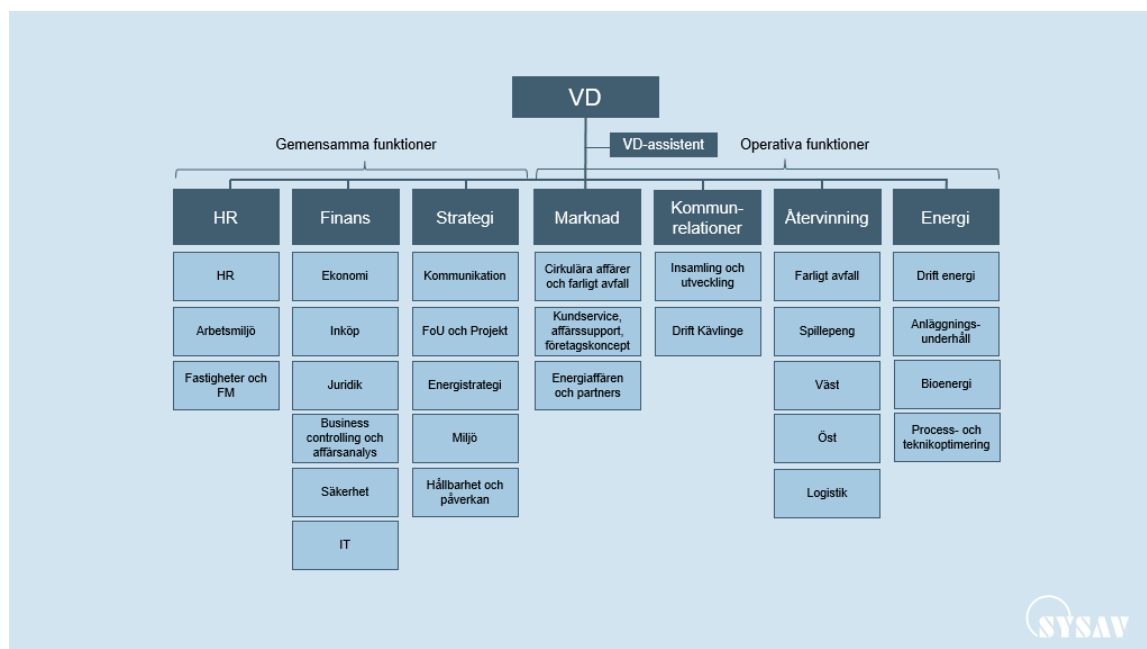 VD
VD-assistent
Gemensamma funktioner
Operativa funktioner
HR
Finans
Strategi
Marknad
Kommun-
relationer
Återvinning
Energi
HR
Arbetsmiljö
Fastigheter och
FM
Ekonomi
Inköp
Juridik
Business
controlling och
affärsanalys
Säkerhet
IT
Kommunikation
FoU och Projekt
Energistrategi
Miljö
Hållbarhet och
påverkan
Cirkulära affärer
och farligt avfall
Kundservice,
affärssupport,
företagskoncept
Energiaffären
och partners
Insamling och
utveckling
Drift Kävlinge
Farligt avfall
Spillepeng
Väst
Öst
Logistik
Drift energi
Anläggnings-
underhåll
Bioenergi
Process- och
teknikoptimering
SYSAV